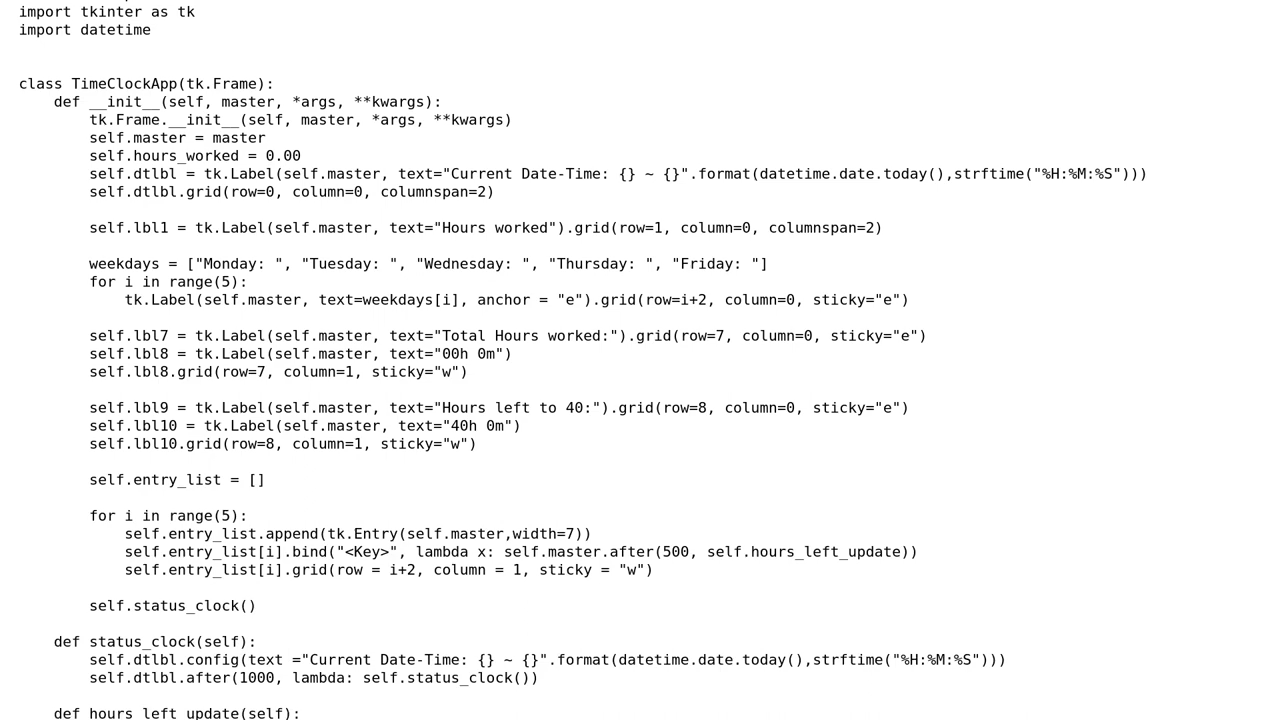 import tkinter as tk
import datetime
class TimeClockApp(tk.Frame):
    def __init__(self, master, *args, **kwargs):
        tk.Frame.__init__(self, master, *args, **kwargs)
        self.master = master
        self.hours_worked = 0.00
        self.dtlbl = tk.Label(self.master, text="Current Date-Time: {} ~ {}".format(datetime.date.today(),strftime("%H:%M:%S")))
        self.dtlbl.grid(row=0, column=0, columnspan=2)
        self.lbl1 = tk.Label(self.master, text="Hours worked").grid(row=1, column=0, columnspan=2)
        weekdays = ["Monday: ", "Tuesday: ", "Wednesday: ", "Thursday: ", "Friday: "]
        for i in range(5):
            tk.Label(self.master, text=weekdays[i], anchor = "e").grid(row=i+2, column=0, sticky="e")
        self.lbl7 = tk.Label(self.master, text="Total Hours worked:").grid(row=7, column=0, sticky="e")
        self.lbl8 = tk.Label(self.master, text="00h 0m")
        self.lbl8.grid(row=7, column=1, sticky="w")
        self.lbl9 = tk.Label(self.master, text="Hours left to 40:").grid(row=8, column=0, sticky="e")
        self.lbl10 = tk.Label(self.master, text="40h 0m")
        self.lbl10.grid(row=8, column=1, sticky="w")
        self.entry_list = []
        for i in range(5):
            self.entry_list.append(tk.Entry(self.master,width=7))
            self.entry_list[i].bind("<Key>", lambda x: self.master.after(500, self.hours_left_update))
            self.entry_list[i].grid(row = i+2, column = 1, sticky = "w")
        self.status_clock()
    def status_clock(self):
        self.dtlbl.config(text ="Current Date-Time: {} ~ {}".format(datetime.date.today(),strftime("%H:%M:%S")))
        self.dtlbl.after(1000, lambda: self.status_clock())
    def hours_left_update(self):